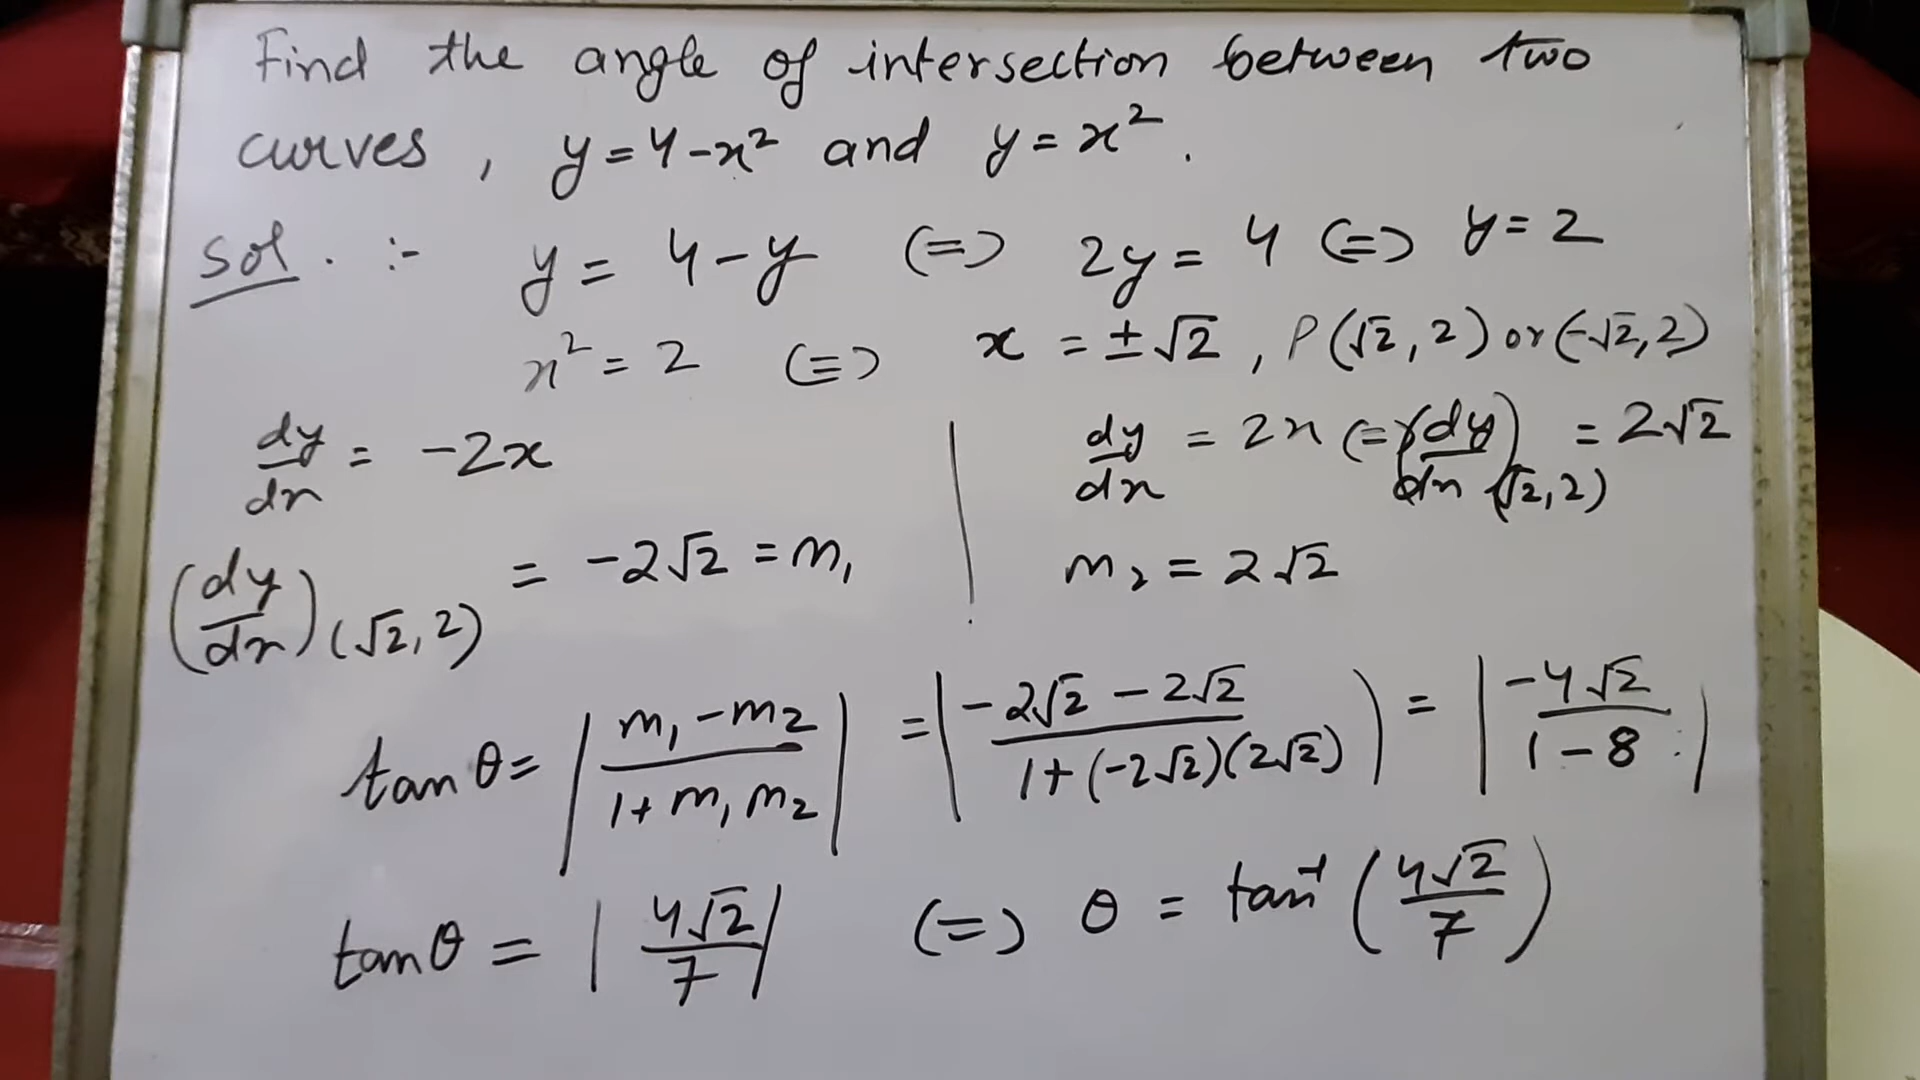 Find the angle of intersection between two
curves, y=4-x² and y=x².
Sol. :- y = 4-y (=) 2y = 4 (=) y = 2
x² = 2 (=) x = ±√2, P(√2,2) or (-√2,2)
dy/dx = -2x | dy/dx = 2x (=) (dy/dx)(√2,2) = 2√2
(dy/dx)(√2,2) = -2√2 = m₁ | m₂ = 2√2
tan θ = |(m₁-m₂)/(1+m₁m₂)| = |(-2√2-2√2)/(1+(-2√2)(2√2))| = |(-4√2)/(1-8)|
tanθ = |4√2/7| (=) θ = tan⁻¹(4√2/7)